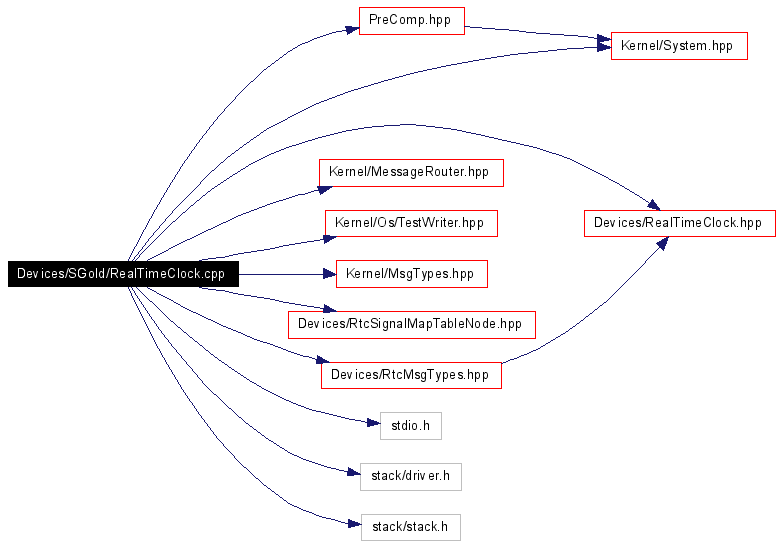 PreComp.hpp
Kernel/System.hpp
Kernel/MessageRouter.hpp
Kernel/Os/TestWriter.hpp
Devices/RealTimeClock.hpp
Devices/SGold/RealTimeClock.cpp
Kernel/MsgTypes.hpp
Devices/RtcSignalMapTableNode.hpp
Devices/RtcMsgTypes.hpp
stdio.h
stack/driver.h
stack/stack.h